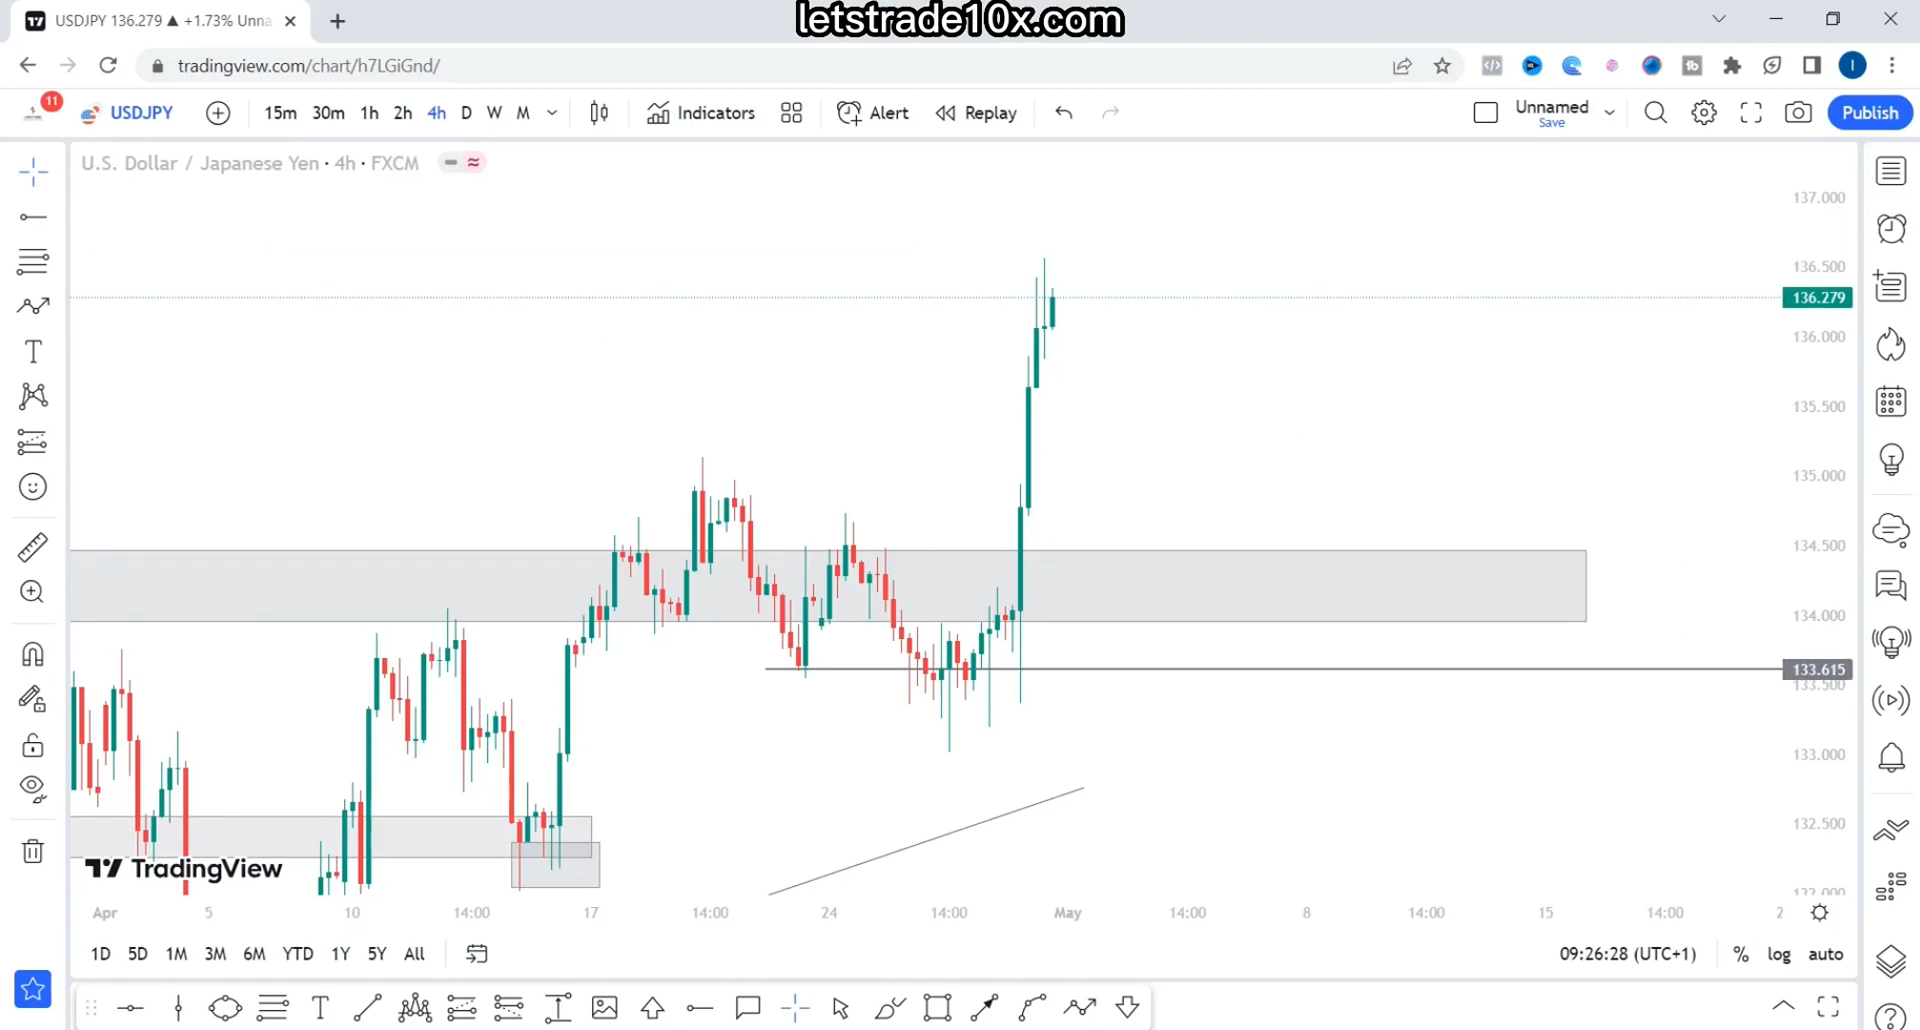 letstrade10x.com
USDJPY 136.279 ▲ +1.73% Unna
tradingview.com/chart/h7LGiGnd/
11
USDJPY 15m 30m 1h 2h 4h D W M Indicators Alert Replay Unnamed Save Publish
U.S. Dollar / Japanese Yen · 4h · FXCM
137.000
136.500
136.279
136.000
135.500
135.000
134.500
134.000
133.615
133.500
133.000
132.500
132.000
TradingView
Apr 5 10 14:00 17 14:00 24 14:00 May 14:00 8 14:00 15 14:00 2
1D 5D 1M 3M 6M YTD 1Y 5Y All 09:26:28 (UTC+1) % log auto